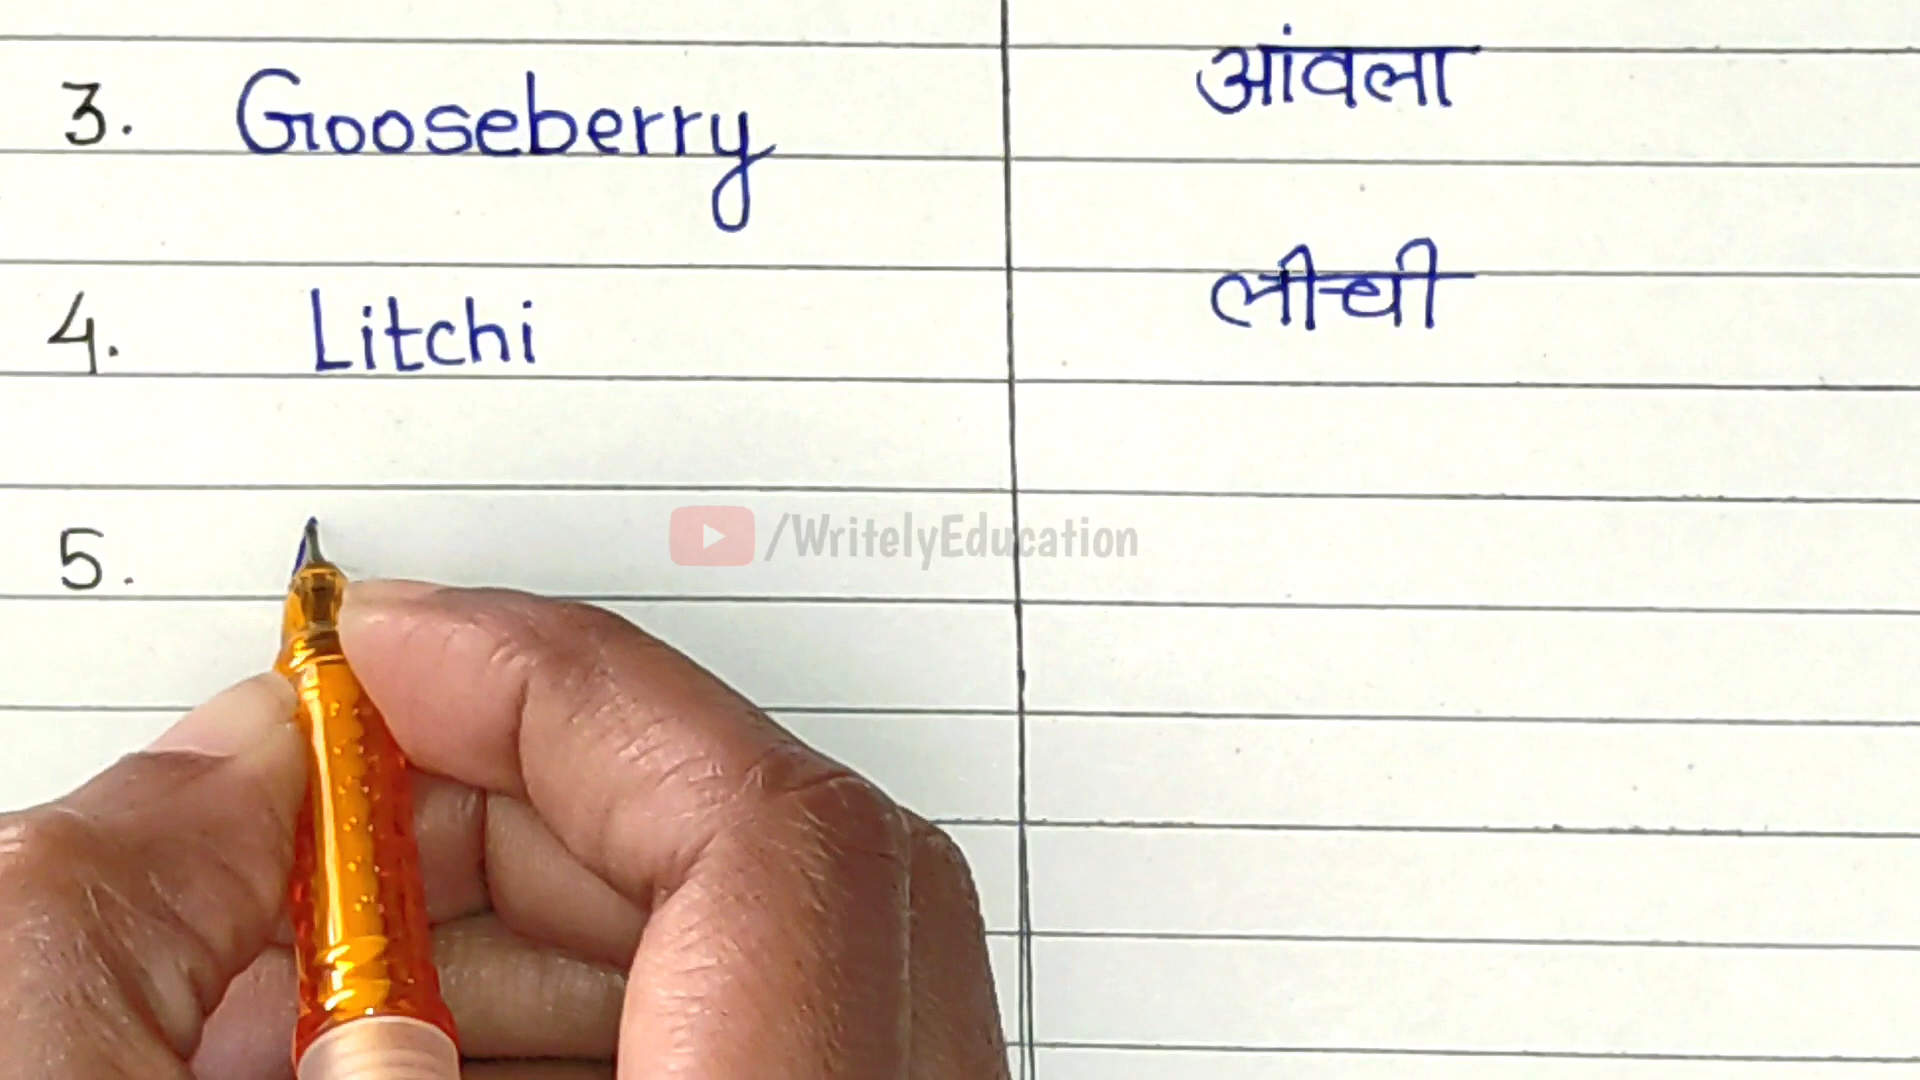 3. Gooseberry आंवला
4. Litchi लीची
/WritelyEducation
5.